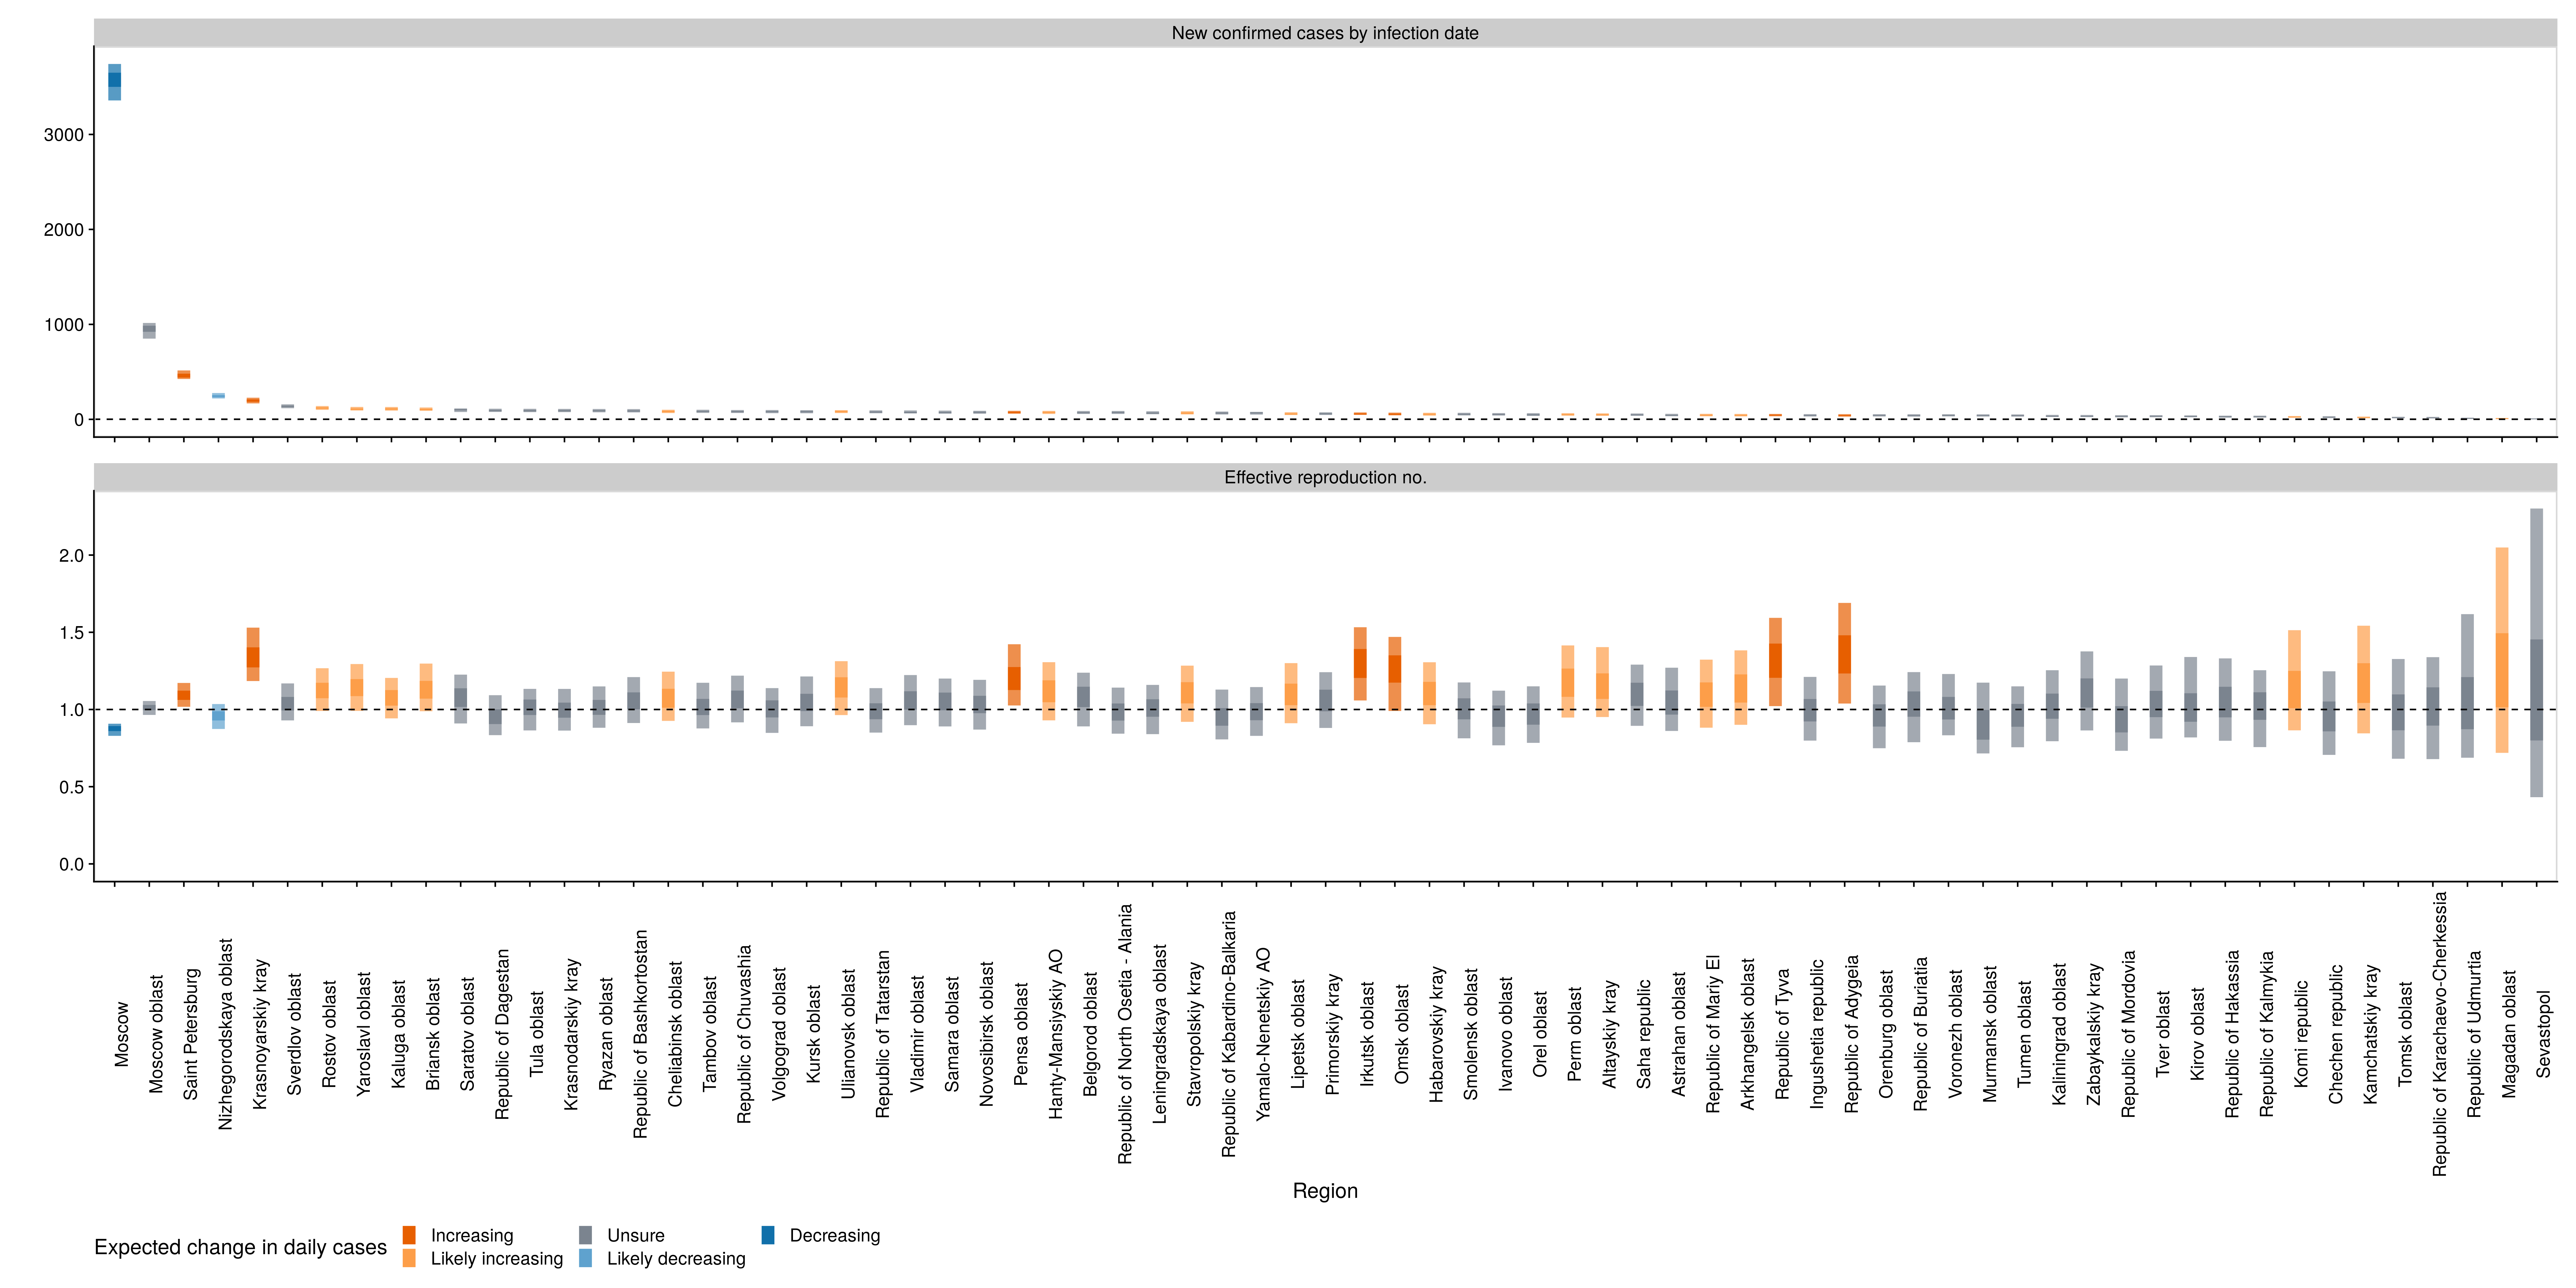 New confirmed cases by infection date
3000
2000
1000
0
Effective reproduction no.
2.0
1.5
1.0
0.5
0.0
Moscow
Moscow oblast
Saint Petersburg
Nizhegorodskaya oblast
Krasnoyarskiy kray
Sverdlov oblast
Rostov oblast
Yaroslavl oblast
Kaluga oblast
Briansk oblast
Saratov oblast
Republic of Dagestan
Tula oblast
Krasnodarskiy kray
Ryazan oblast
Republic of Bashkortostan
Cheliabinsk oblast
Tambov oblast
Republic of Chuvashia
Volgograd oblast
Kursk oblast
Ulianovsk oblast
Republic of Tatarstan
Vladimir oblast
Samara oblast
Novosibirsk oblast
Pensa oblast
Hanty-Mansiyskiy AO
Belgorod oblast
Republic of North Osetia - Alania
Leningradskaya oblast
Stavropolskiy kray
Republic of Kabardino-Balkaria
Yamalo-Nenetskiy AO
Lipetsk oblast
Primorskiy kray
Irkutsk oblast
Omsk oblast
Habarovskiy kray
Smolensk oblast
Ivanovo oblast
Orel oblast
Perm oblast
Altayskiy kray
Saha republic
Astrahan oblast
Republic of Mariy El
Arkhangelsk oblast
Republic of Tyva
Ingushetia republic
Republic of Adygeia
Orenburg oblast
Republic of Buriatia
Voronezh oblast
Murmansk oblast
Tumen oblast
Kaliningrad oblast
Zabaykalskiy kray
Republic of Mordovia
Tver oblast
Kirov oblast
Republic of Hakassia
Republic of Kalmykia
Komi republic
Chechen republic
Kamchatskiy kray
Tomsk oblast
Republic of Karachaevo-Cherkessia
Republic of Udmurtia
Magadan oblast
Sevastopol
Region
Expected change in daily cases
Increasing
Unsure
Decreasing
Likely increasing
Likely decreasing